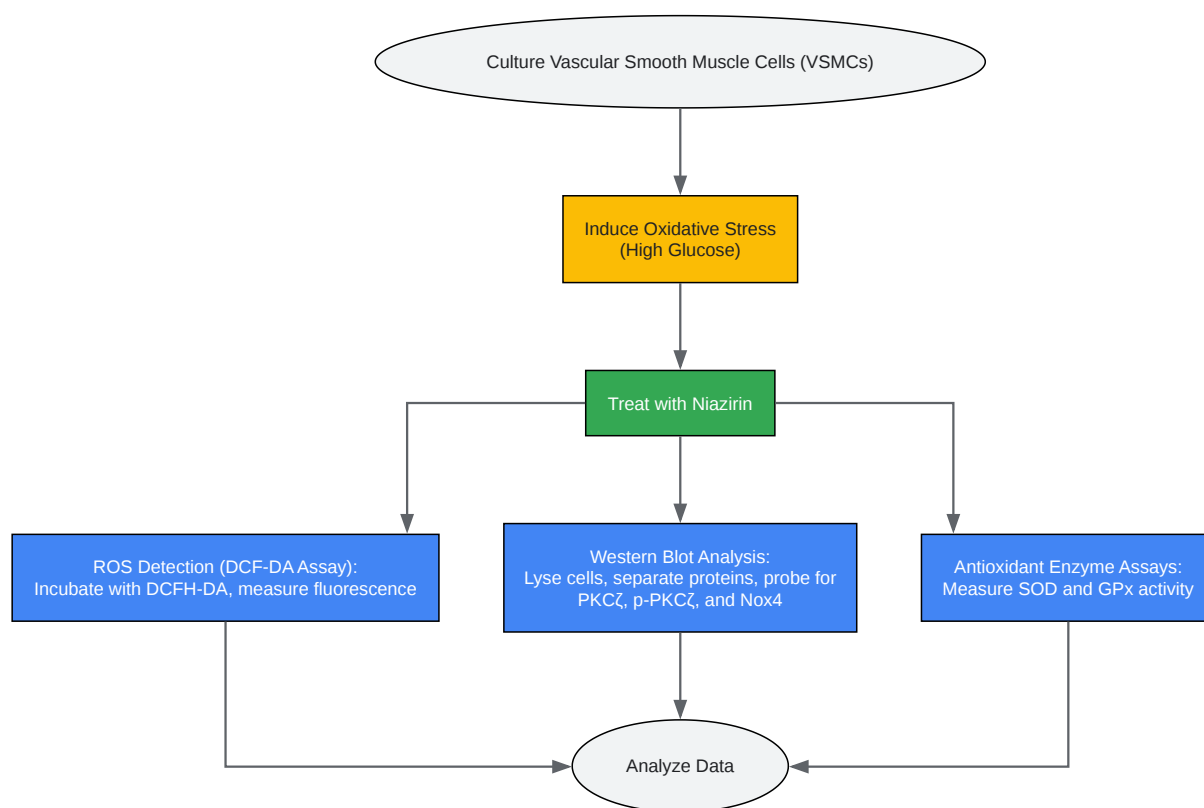 Culture Vascular Smooth Muscle Cells (VSMCs)
Induce Oxidative Stress
(High Glucose)
Treat with Niazirin
ROS Detection (DCF-DA Assay):
Incubate with DCFH-DA, measure fluorescence
Western Blot Analysis:
Lyse cells, separate proteins, probe for
PKCζ, p-PKCζ, and Nox4
Antioxidant Enzyme Assays:
Measure SOD and GPx activity
Analyze Data